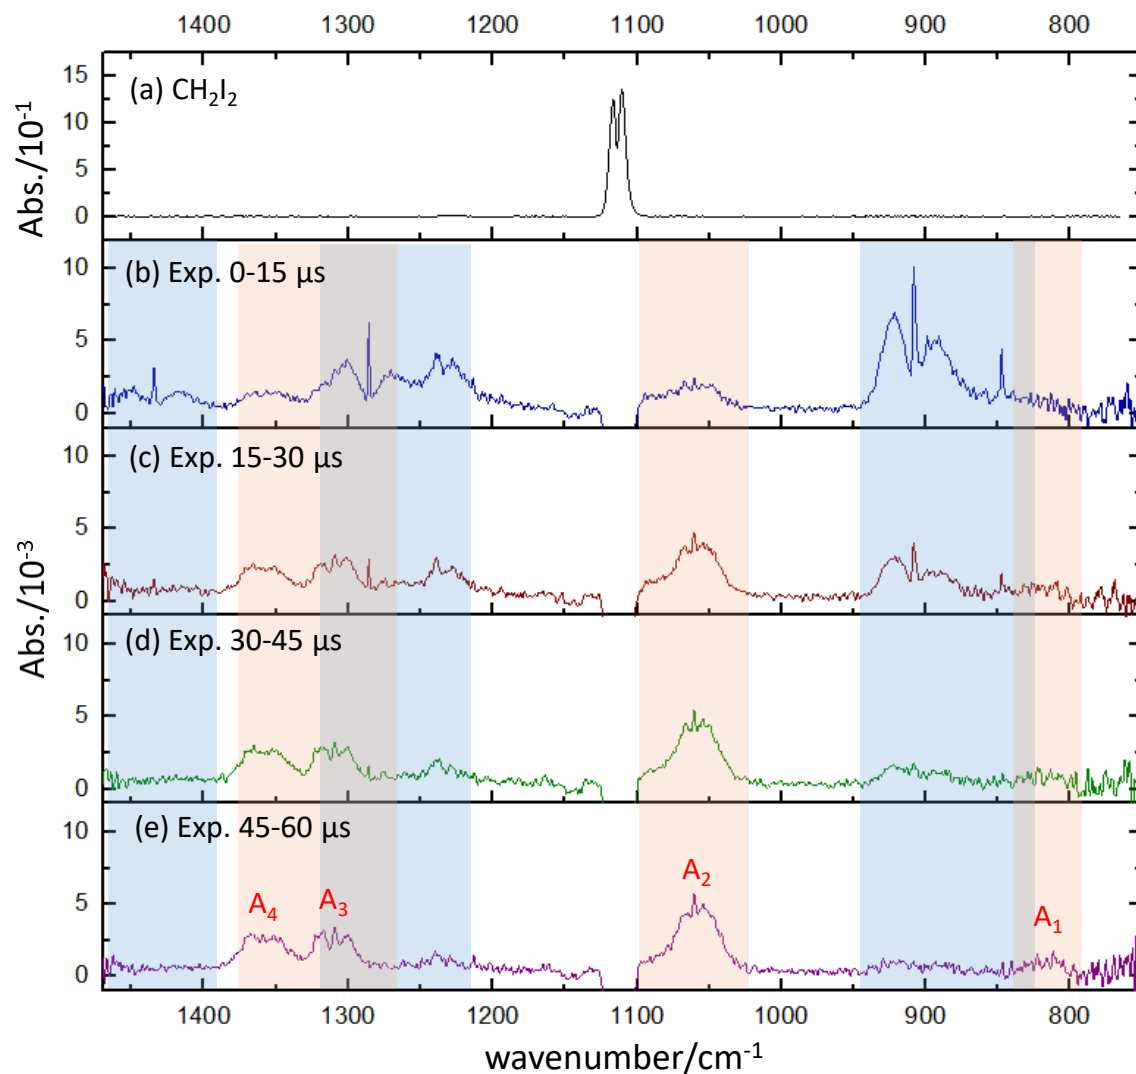 1400 1300 1200 1100 1000 900 800
(a) CH₂I₂
15
10
5
0
Abs./10⁻¹
(b) Exp. 0-15 μs
10
5
0
(c) Exp. 15-30 μs
10
5
0
Abs./10⁻³
(d) Exp. 30-45 μs
10
5
0
(e) Exp. 45-60 μs
10
5
0
A₄ A₃ A₂ A₁
1400 1300 1200 1100 1000 900 800
wavenumber/cm⁻¹